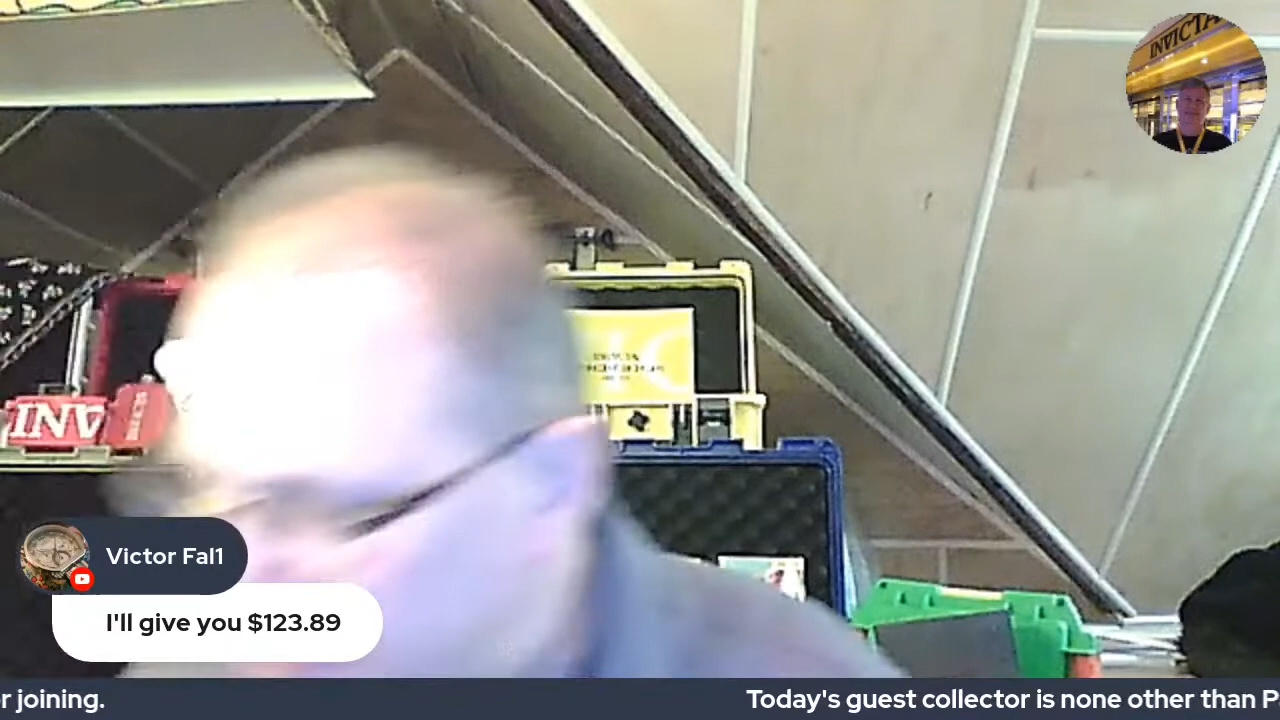 INVICTA
INV
Victor Fal1
I'll give you $123.89
r joining.
Today's guest collector is none other than P